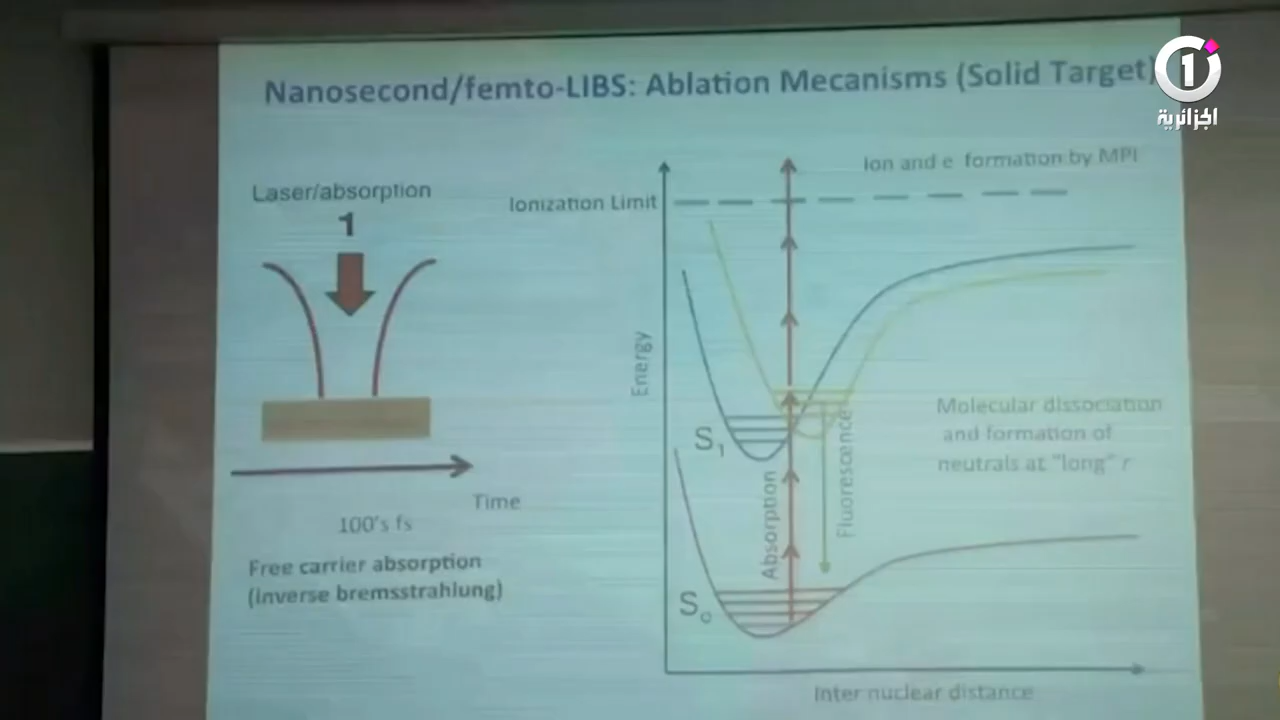 Nanosecond/femto-LIBS: Ablation Mecanisms (Solid Target)
1
الجزائرية
Laser/absorption
1
Time
100's fs
Free carrier absorption
(inverse bremsstrahlung)
Ion and e formation by MPI
Ionization Limit
Energy
S1
So
Absorption
Fluorescence
Molecular dissociation
and formation of
neutrals at "long" r
Inter nuclear distance